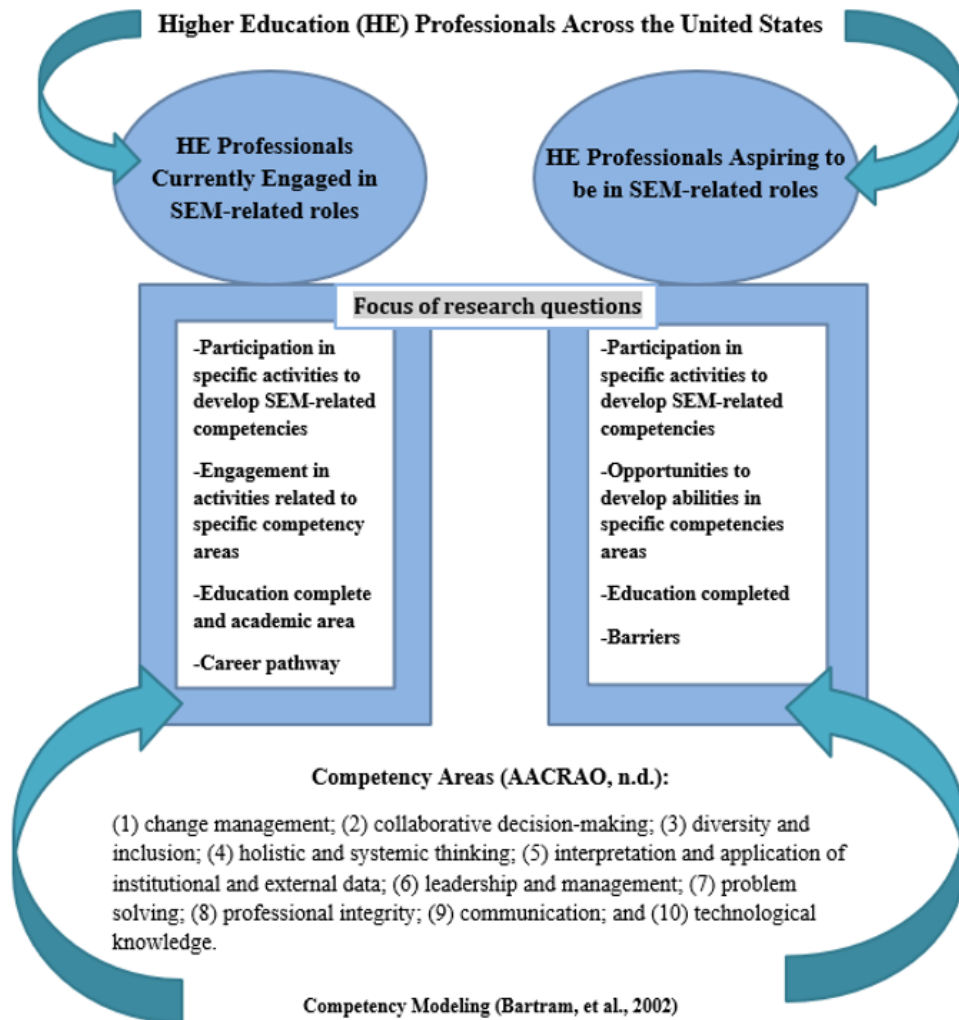 Higher Education (HE) Professionals Across the United States
HE Professionals
Currently Engaged in
SEM-related roles
HE Professionals Aspiring to
be in SEM-related roles
Focus of research questions
-Participation in
specific activities to
develop SEM-related
competencies
-Engagement in
activities related to
specific competency
areas
-Education complete
and academic area
-Career pathway
-Participation in
specific activities to
develop SEM-related
competencies
-Opportunities to
develop abilities in
specific competencies
areas
-Education completed
-Barriers
Competency Areas (AACRAO, n.d.):
(1) change management; (2) collaborative decision-making; (3) diversity and
inclusion; (4) holistic and systemic thinking; (5) interpretation and application of
institutional and external data; (6) leadership and management; (7) problem
solving; (8) professional integrity; (9) communication; and (10) technological
knowledge.
Competency Modeling (Bartram, et al., 2002)